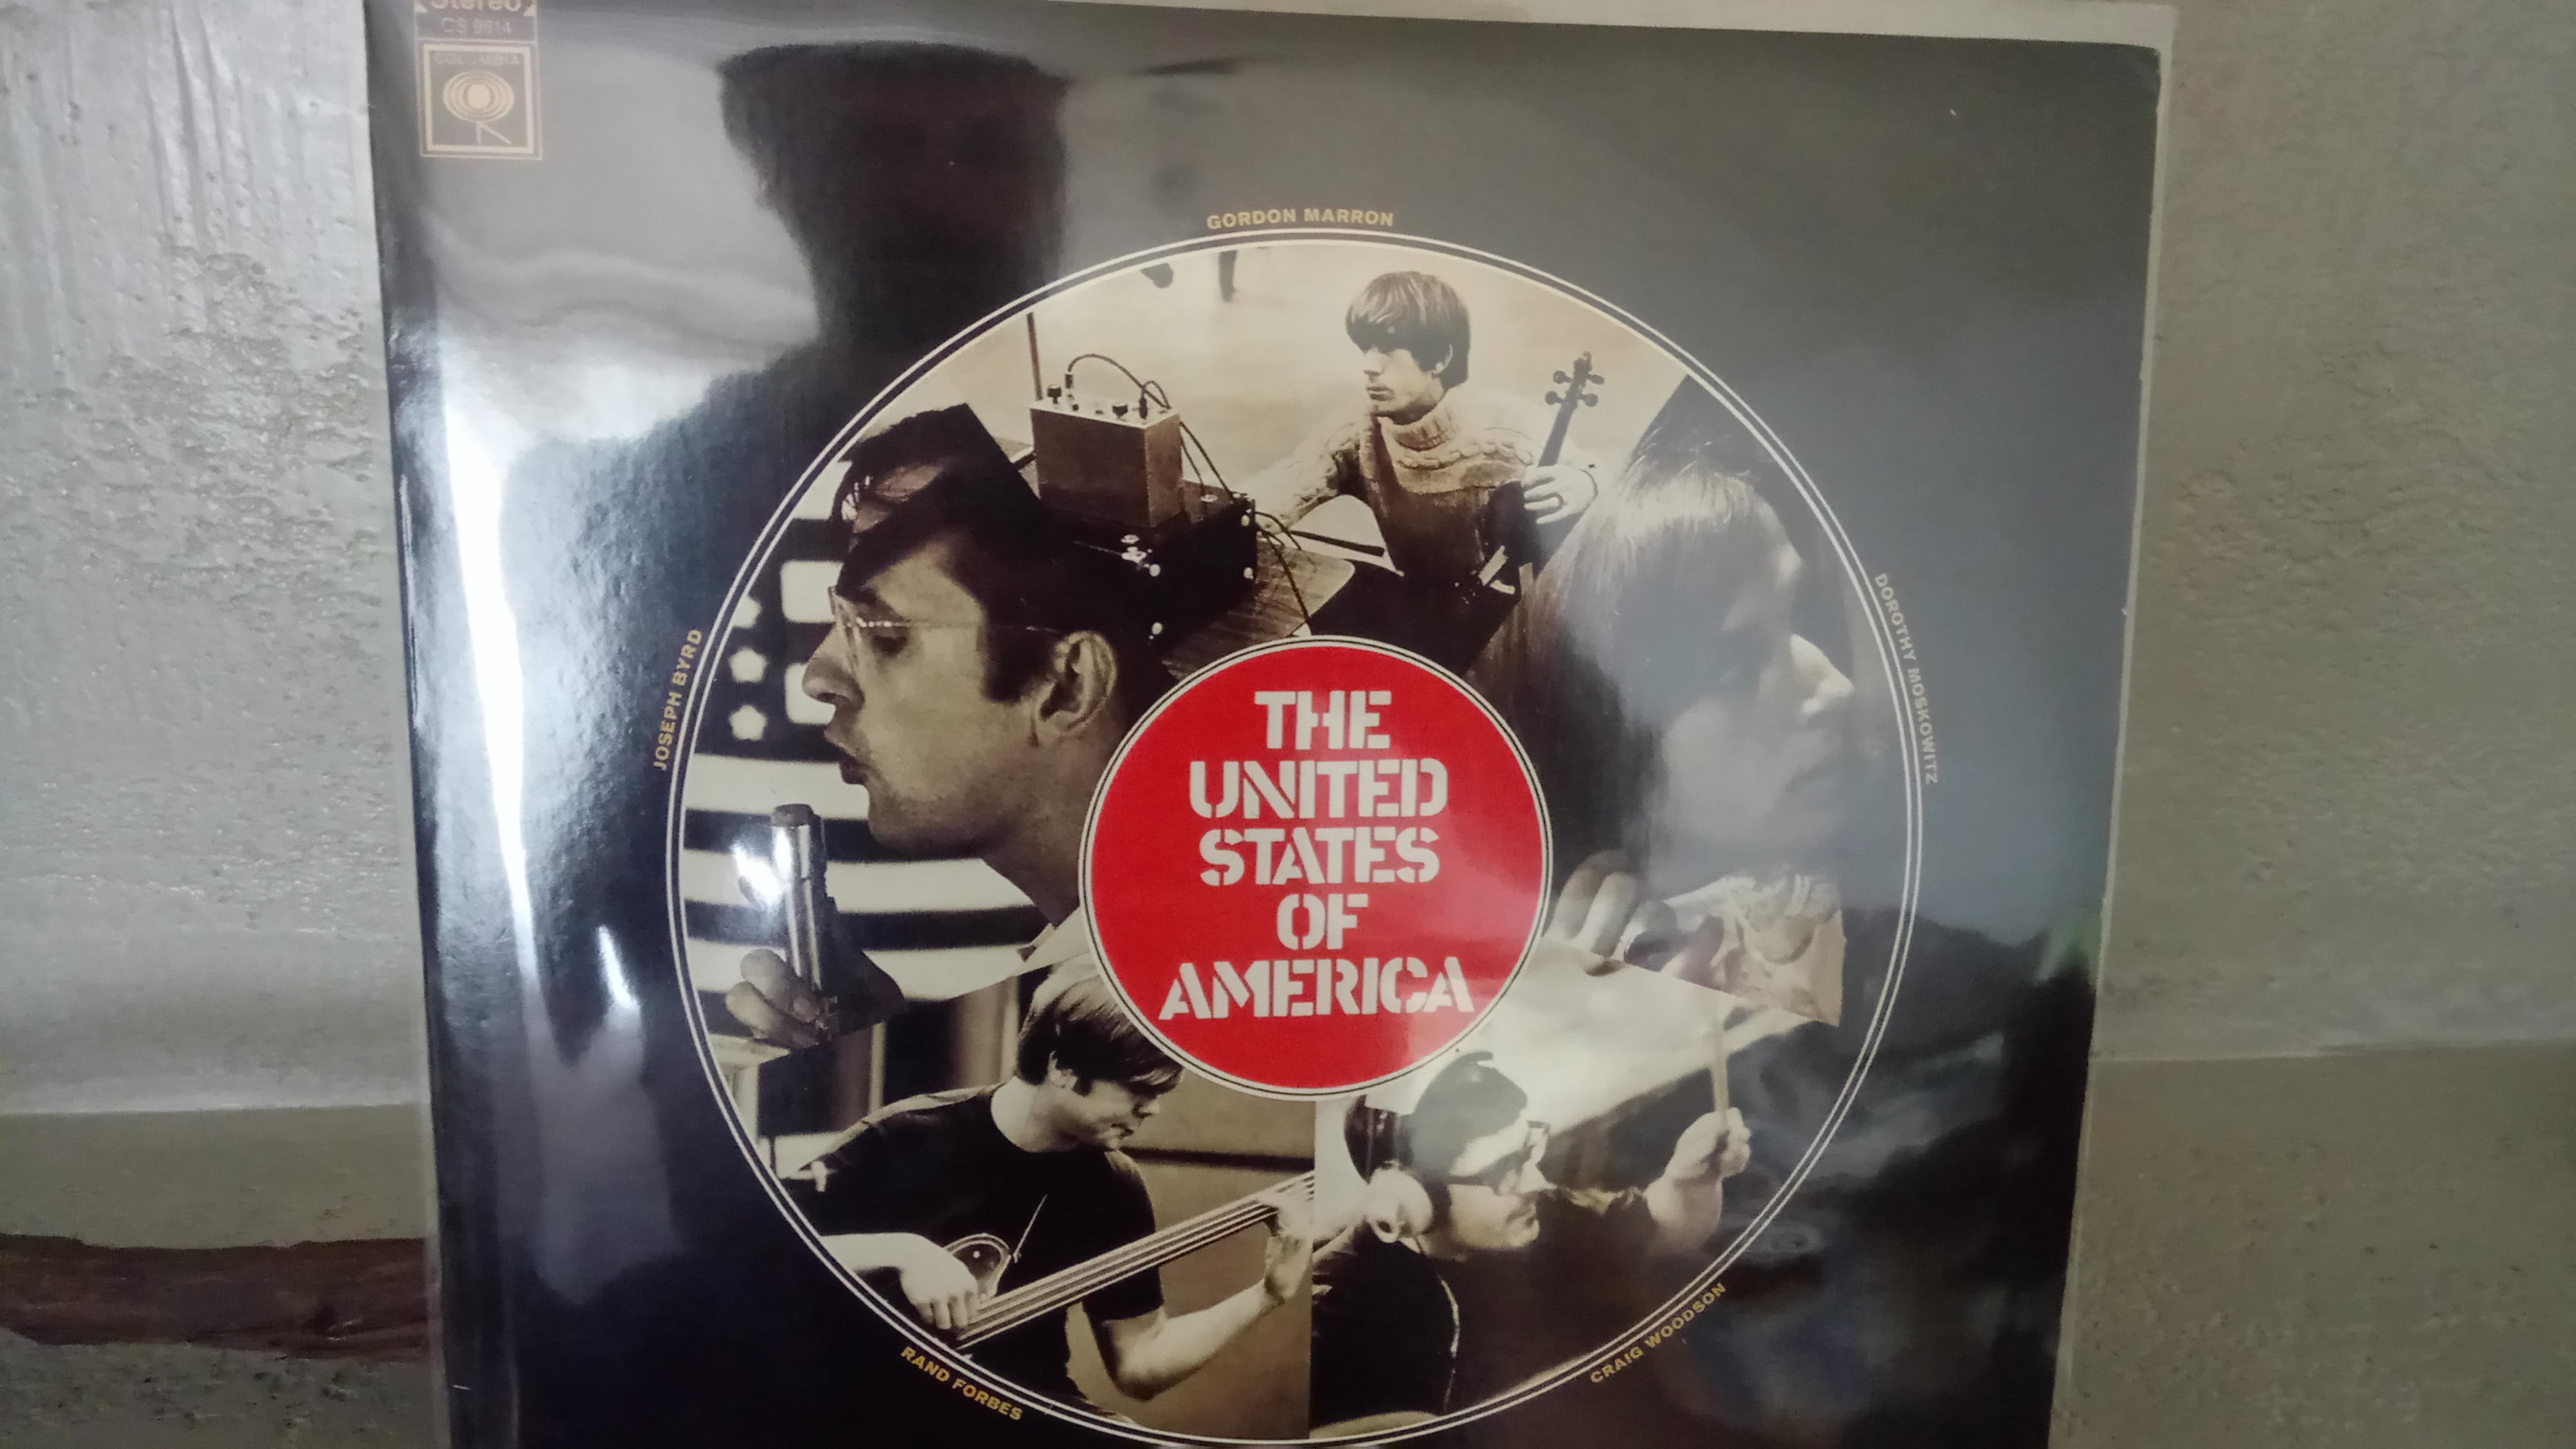 Stereo
CS 9614
COLUMBIA
GORDON MARRON
JOSEPH BYRD
DOROTHY MOSKOWITZ
THE
UNITED
STATES
OF
AMERICA
RAND FORBES
CRAIG WOODSON